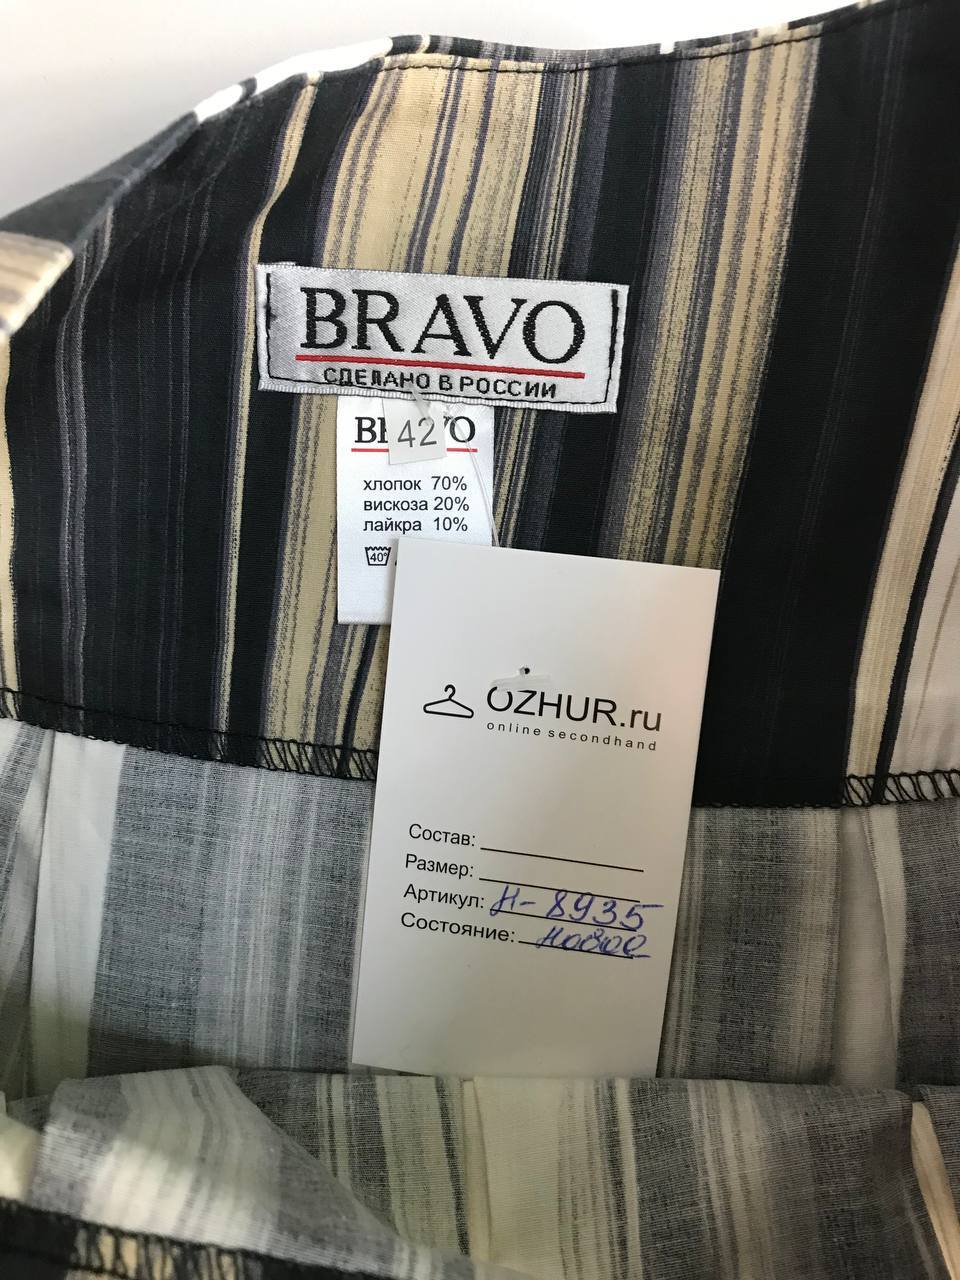 BRAVO
СДЕЛАНО В РОССИИ
42
хлопок 70%
вискоза 20%
лайкра 10%
40°
OZHUR.ru
online secondhand
Состав:
Размер:
Артикул: Н-8935
Состояние: новое